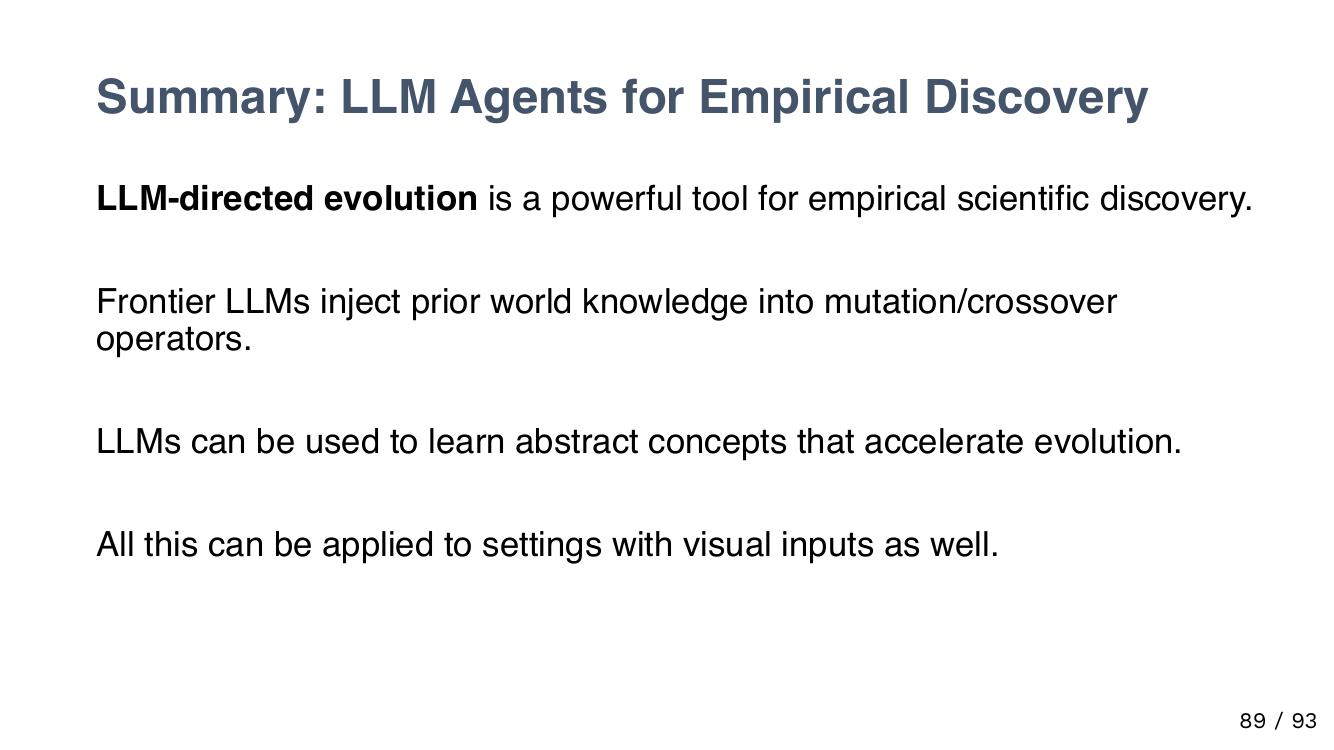 Summary: LLM Agents for Empirical Discovery
LLM-directed evolution is a powerful tool for empirical scientific discovery.
Frontier LLMs inject prior world knowledge into mutation/crossover
operators.
LLMs can be used to learn abstract concepts that accelerate evolution.
All this can be applied to settings with visual inputs as well.
89 / 93